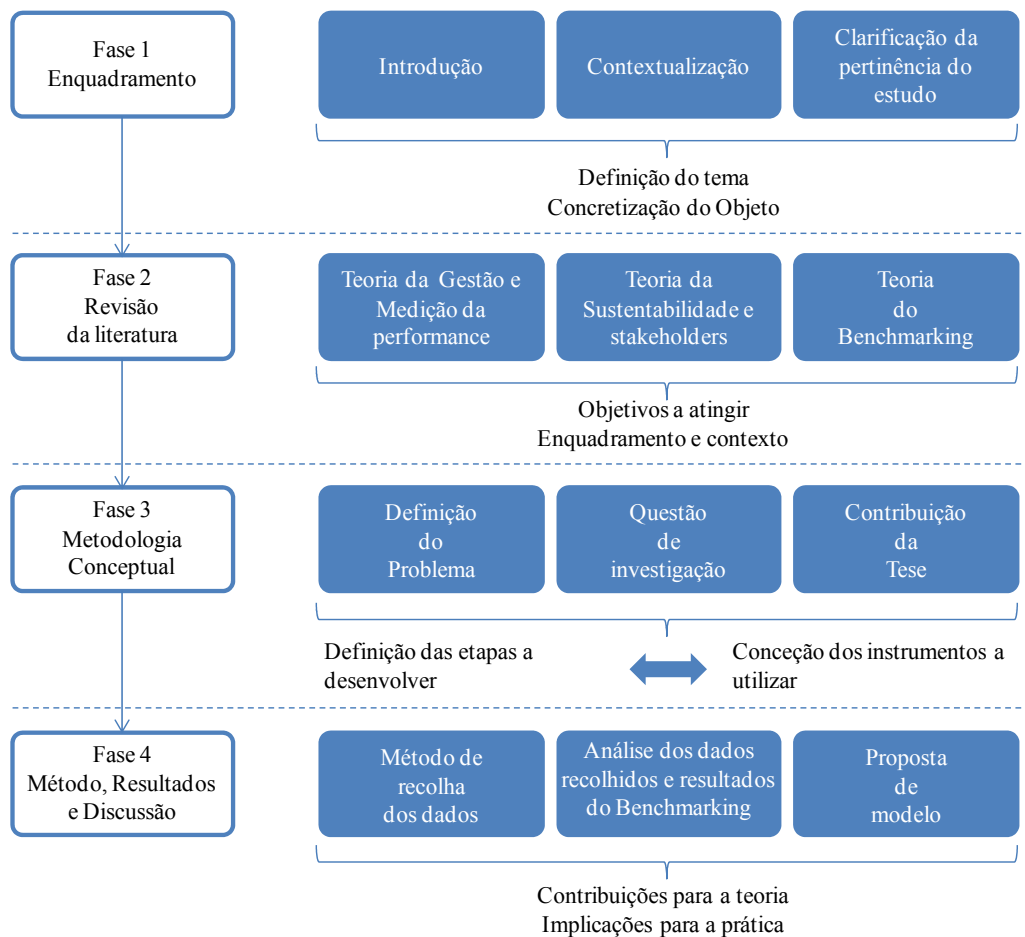 Fase 1
Enquadramento
Introdução
Contextualização
Clarificação da
pertinência do
estudo
Definição do tema
Concretização do Objeto
Fase 2
Revisão
da literatura
Teoria da Gestão e
Medição da
performance
Teoria da
Sustentabilidade e
stakeholders
Teoria
do
Benchmarking
Objetivos a atingir
Enquadramento e contexto
Fase 3
Metodologia
Conceptual
Definição
do
Problema
Questão
de
investigação
Contribuição
da
Tese
Definição das etapas a
desenvolver
Conceção dos instrumentos a
utilizar
Fase 4
Método, Resultados
e Discussão
Método de
recolha
dos dados
Análise dos dados
recolhidos e resultados
do Benchmarking
Proposta
de
modelo
Contribuições para a teoria
Implicações para a prática